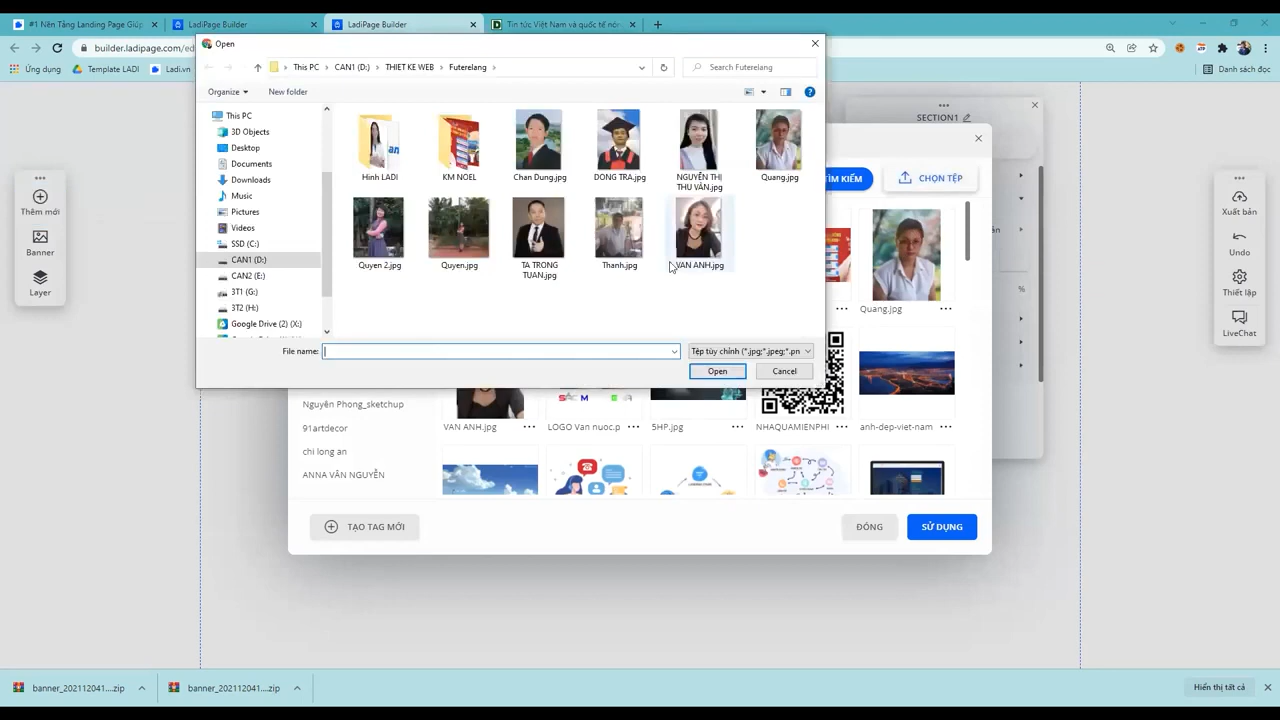 #1 Nền Tảng Landing Page Giúp
LadiPage Builder
LadiPage Builder
Tin tức Việt Nam và quốc tế nón
builder.ladipage.com/ed
Ứng dụng
Template LADI
Ladi.vn
Danh sách đọc
Open
This PC
CAN1 (D:)
THIET KE WEB
Futerelang
Search Futerelang
Organize
New folder
This PC
3D Objects
Desktop
Documents
Downloads
Music
Pictures
Videos
SSD (C:)
CAN1 (D:)
CAN2 (E:)
3T1 (G:)
3T2 (H:)
Google Drive (2) (X:)
Hinh LADI
KM NOEL
Chan Dung.jpg
DONG TRA.jpg
NGUYỄN THỊ
THU VÂN.jpg
Quang.jpg
Quyen 2.jpg
Quyen.jpg
TA TRONG
TUAN.jpg
Thanh.jpg
VAN ANH.jpg
File name:
Tệp tùy chỉnh (*.jpg;*.jpeg;*.pn
Open
Cancel
SECTION1
TÌM KIẾM
CHỌN TỆP
%
Quang.jpg
Thêm mới
Banner
Layer
Xuất bản
Undo
Thiết lập
LiveChat
Nguyên Phong_sketchup
91artdecor
chi long an
ANNA VÂN NGUYỄN
VAN ANH.jpg
LOGO Van nuoc.p
5HP.jpg
NHAQUAMIENPHI
anh-dep-viet-nam
TẠO TAG MỚI
ĐÓNG
SỬ DỤNG
banner_202112041....zip
banner_202112041....zip
Hiển thị tất cả